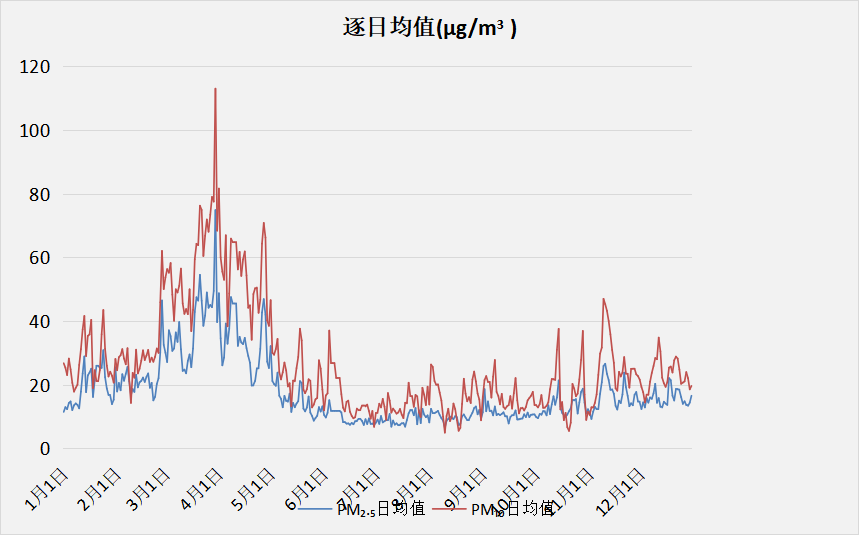 逐日均值(μg/m³ )
120
100
80
60
40
20
0
1月1日
2月1日
3月1日
4月1日
5月1日
6月1日
7月1日
8月1日
9月1日
10月1日
11月1日
12月1日
PM₂.₅日均值
PM₁₀日均值